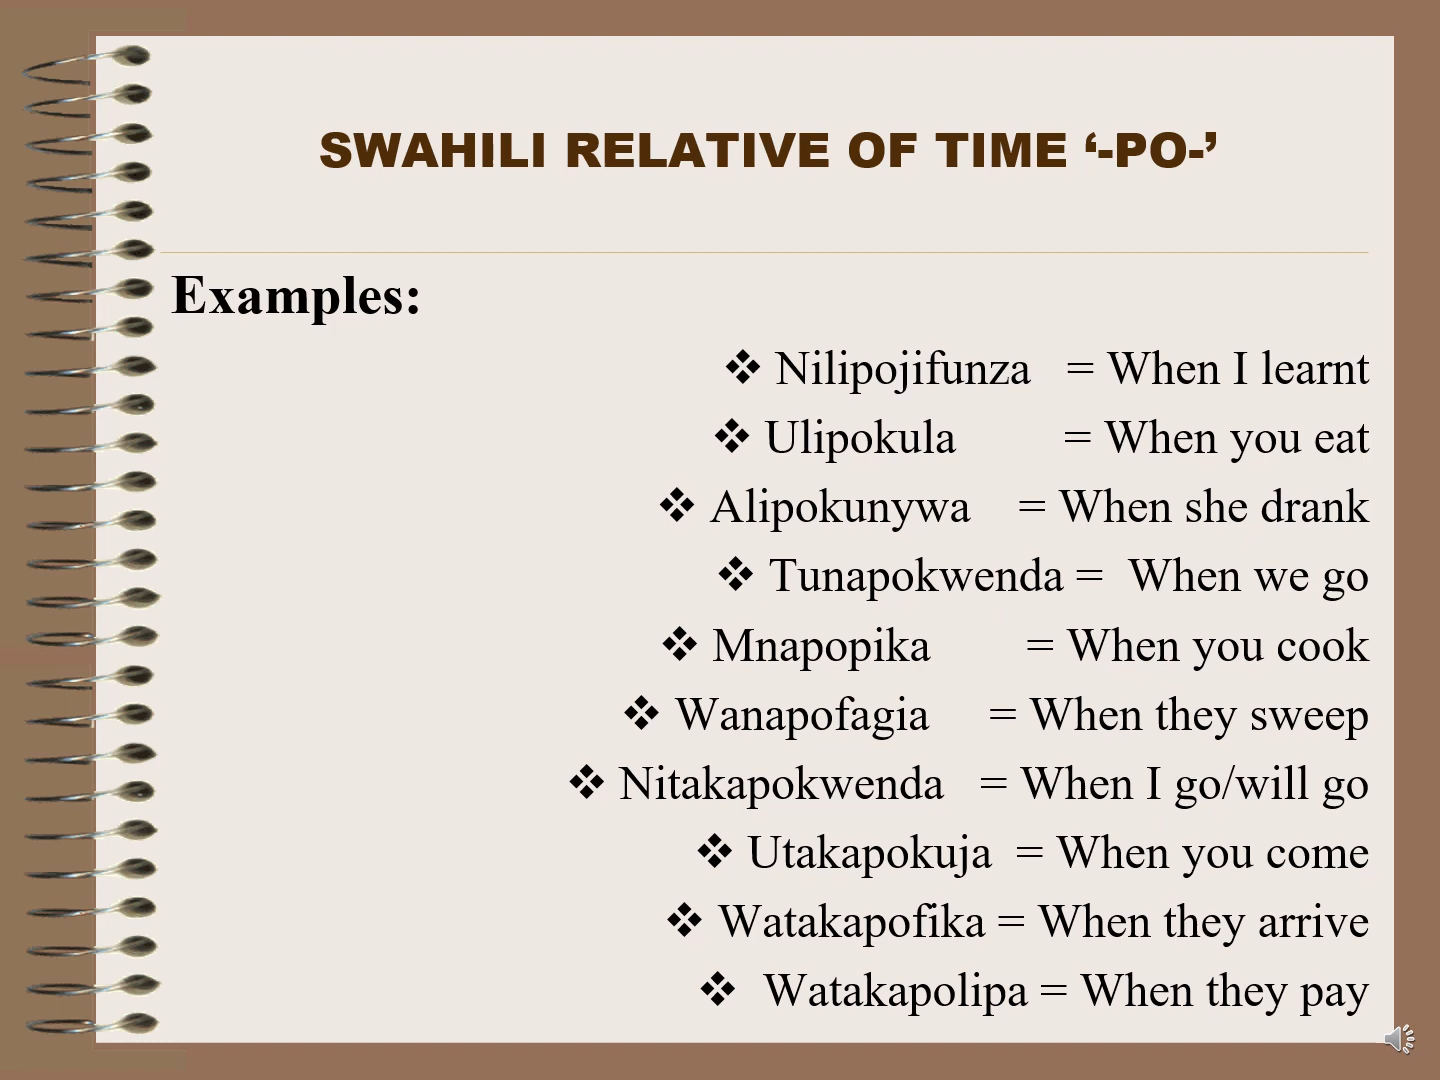 SWAHILI RELATIVE OF TIME ‘-PO-’
Examples:
❖ Nilipojifunza = When I learnt
❖ Ulipokula = When you eat
❖ Alipokunywa = When she drank
❖ Tunapokwenda = When we go
❖ Mnapopika = When you cook
❖ Wanapofagia = When they sweep
❖ Nitakapokwenda = When I go/will go
❖ Utakapokuja = When you come
❖ Watakapofika = When they arrive
❖ Watakapolipa = When they pay